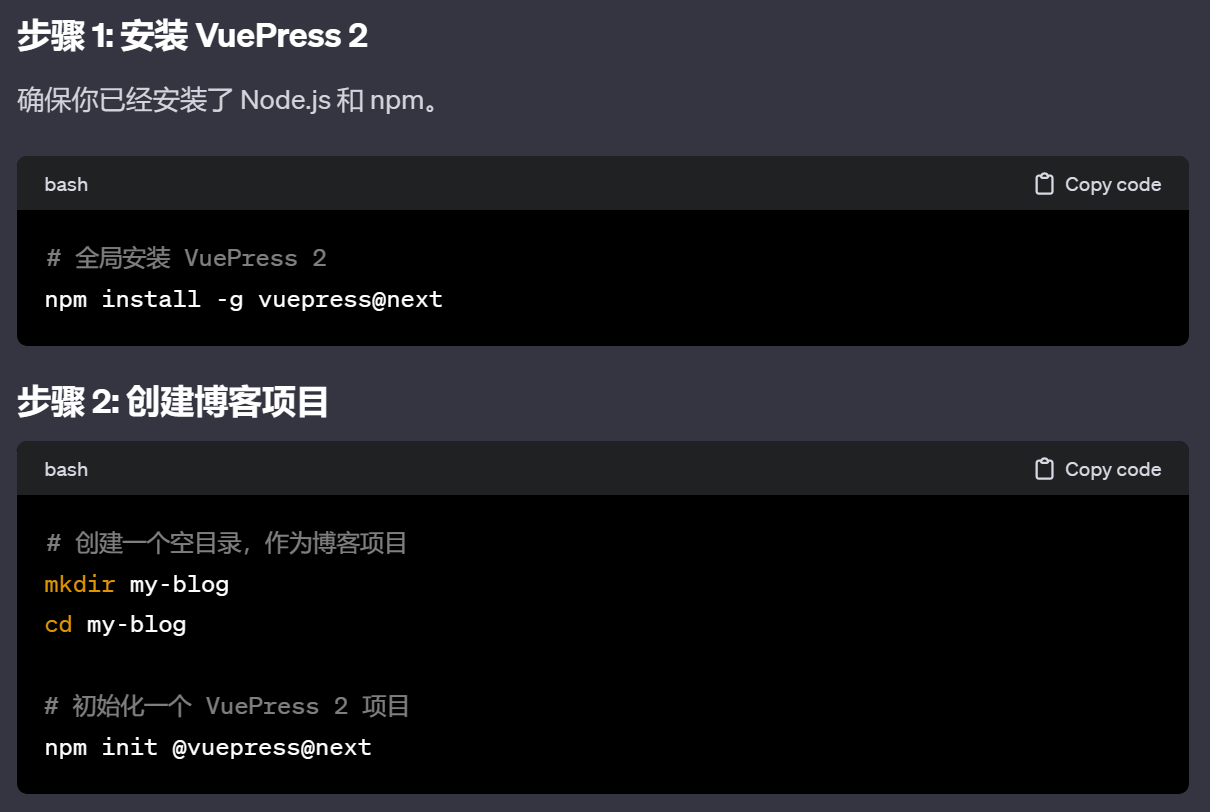 步骤 1: 安装 VuePress 2
确保你已经安装了 Node.js 和 npm。
bash
Copy code
# 全局安装 VuePress 2
npm install -g vuepress@next
步骤 2: 创建博客项目
bash
Copy code
# 创建一个空目录，作为博客项目
mkdir my-blog
cd my-blog
# 初始化一个 VuePress 2 项目
npm init @vuepress@next